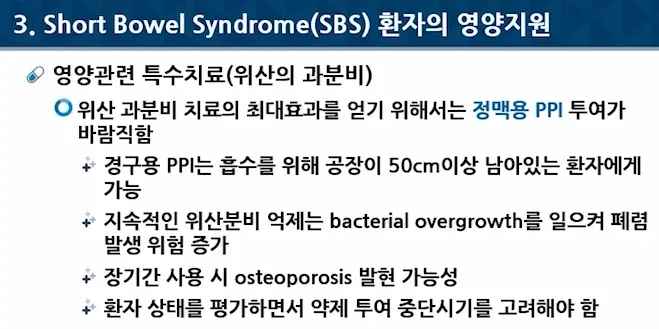 3. Short Bowel Syndrome(SBS) 환자의 영양지원
영양관련 특수치료(위산의 과분비)
위산 과분비 치료의 최대효과를 얻기 위해서는 정맥용 PPI 투여가
바람직함
경구용 PPI는 흡수를 위해 공장이 50cm이상 남아있는 환자에게
가능
지속적인 위산분비 억제는 bacterial overgrowth를 일으켜 폐렴
발생 위험 증가
장기간 사용 시 osteoporosis 발현 가능성
환자 상태를 평가하면서 약제 투여 중단시기를 고려해야 함